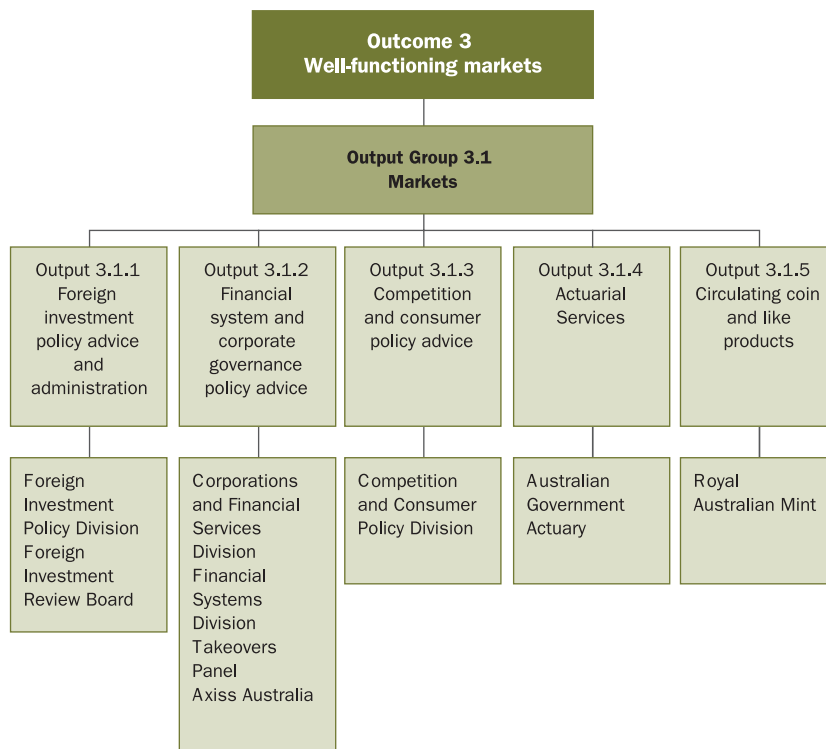 Outcome 3
Well-functioning markets
Output Group 3.1
Markets
Output 3.1.1
Foreign
investment
policy advice
and
administration
Output 3.1.2
Financial
system and
corporate
governance
policy advice
Output 3.1.3
Competition
and consumer
policy advice
Output 3.1.4
Actuarial
Services
Output 3.1.5
Circulating coin
and like
products
Foreign
Investment
Policy Division
Foreign
Investment
Review Board
Corporations
and Financial
Services
Division
Financial
Systems
Division
Takeovers
Panel
Axiss Australia
Competition
and Consumer
Policy Division
Australian
Government
Actuary
Royal
Australian Mint